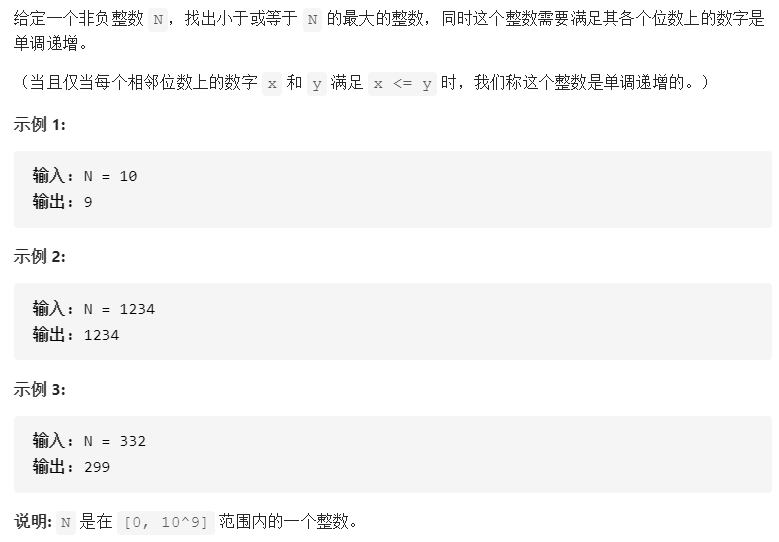 给定一个非负整数 N，找出小于或等于 N 的最大的整数，同时这个整数需要满足其各个位数上的数字是
单调递增。
（当且仅当每个相邻位数上的数字 x 和 y 满足 x <= y 时，我们称这个整数是单调递增的。）
示例 1:
输入: N = 10
输出: 9
示例 2:
输入: N = 1234
输出: 1234
示例 3:
输入: N = 332
输出: 299
说明: N 是在 [0, 10^9] 范围内的一个整数。